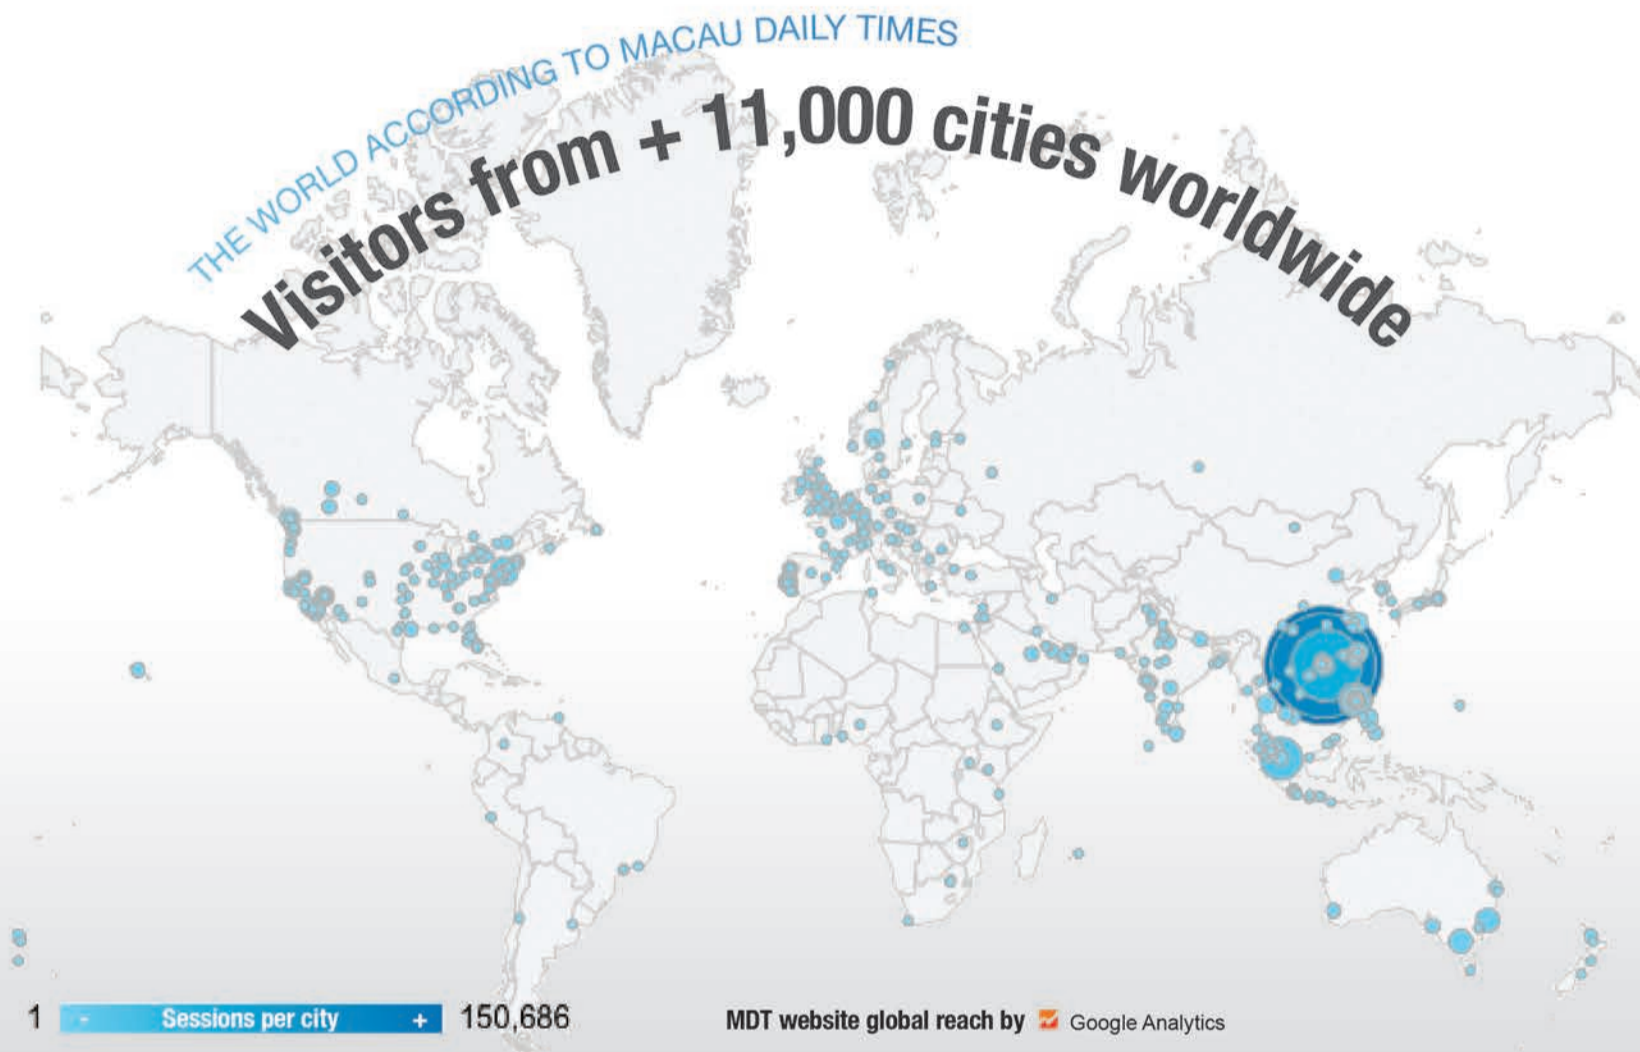 THE WORLD ACCORDING TO MACAU DAILY TIMES
Visitors from + 11,000 cities worldwide
1 - Sessions per city + 150,686
MDT website global reach by Google Analytics